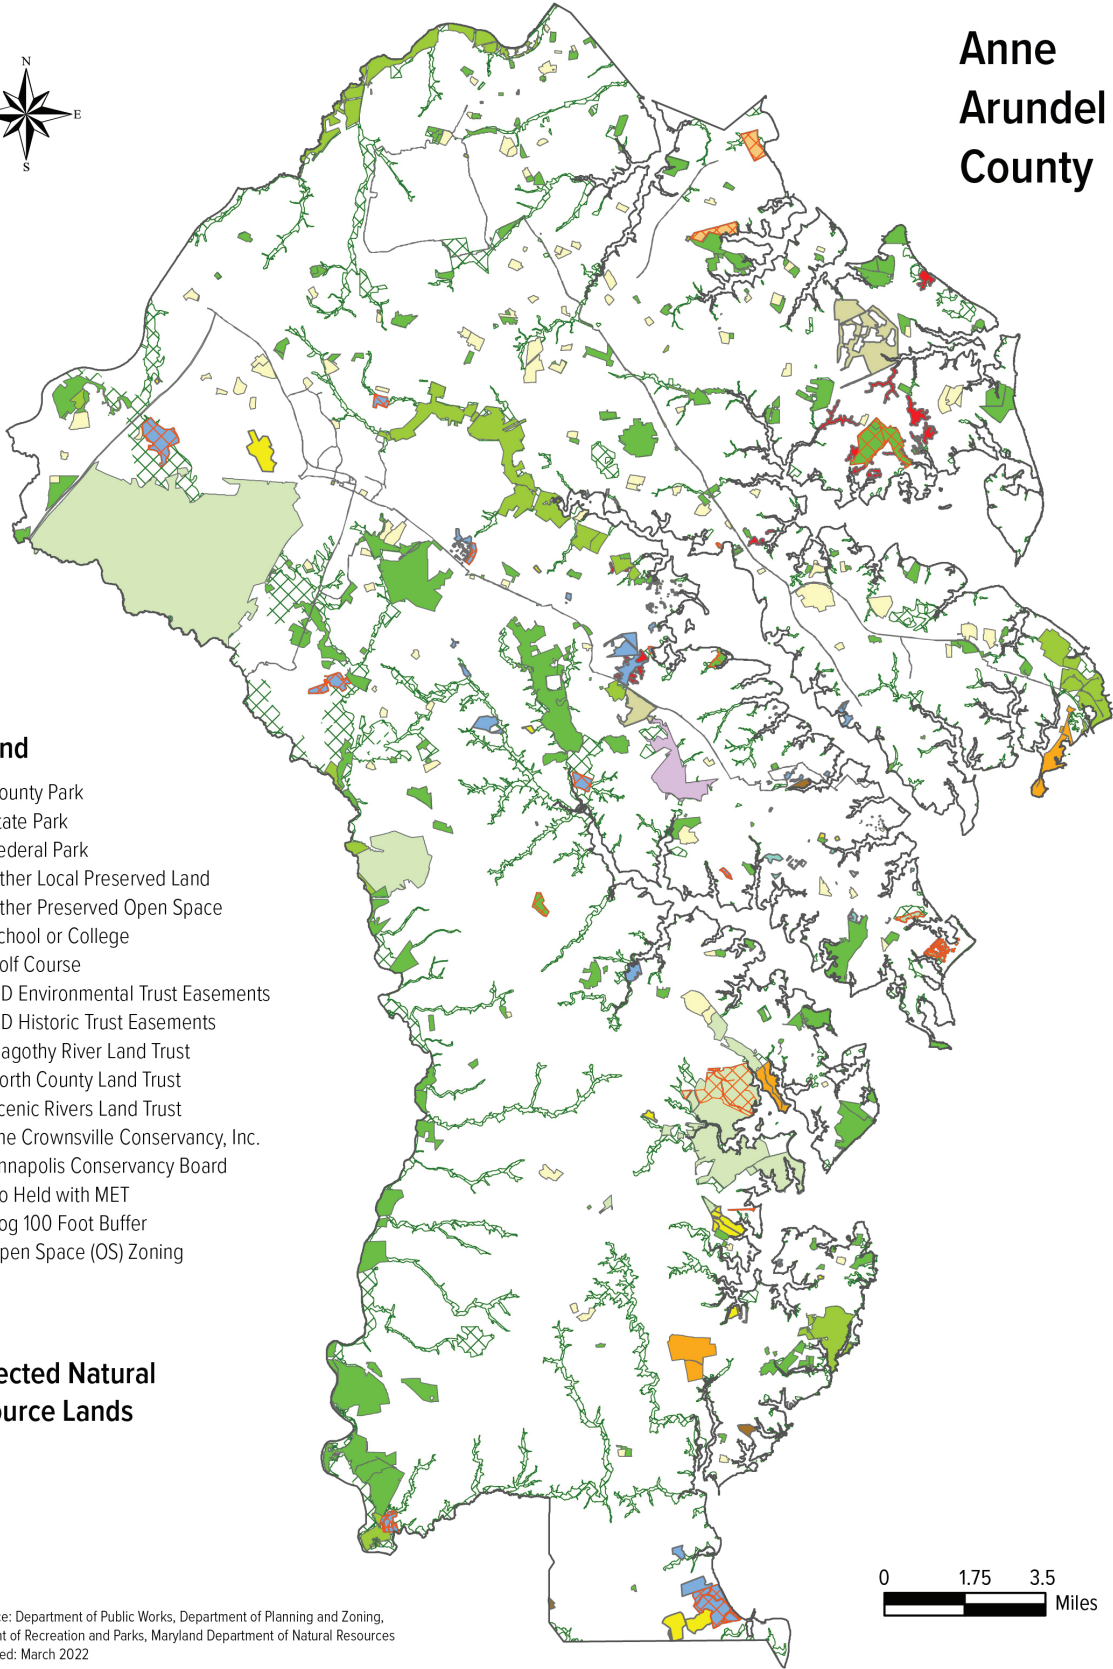 Anne
Arundel
County
N
E
S
nd
ounty Park
tate Park
ederal Park
ther Local Preserved Land
ther Preserved Open Space
chool or College
olf Course
D Environmental Trust Easements
D Historic Trust Easements
agothy River Land Trust
orth County Land Trust
cenic Rivers Land Trust
he Crownsville Conservancy, Inc.
nnapolis Conservancy Board
o Held with MET
og 100 Foot Buffer
pen Space (OS) Zoning
ected Natural
ource Lands
0 1.75 3.5
Miles
ce: Department of Public Works, Department of Planning and Zoning,
nt of Recreation and Parks, Maryland Department of Natural Resources
ed: March 2022